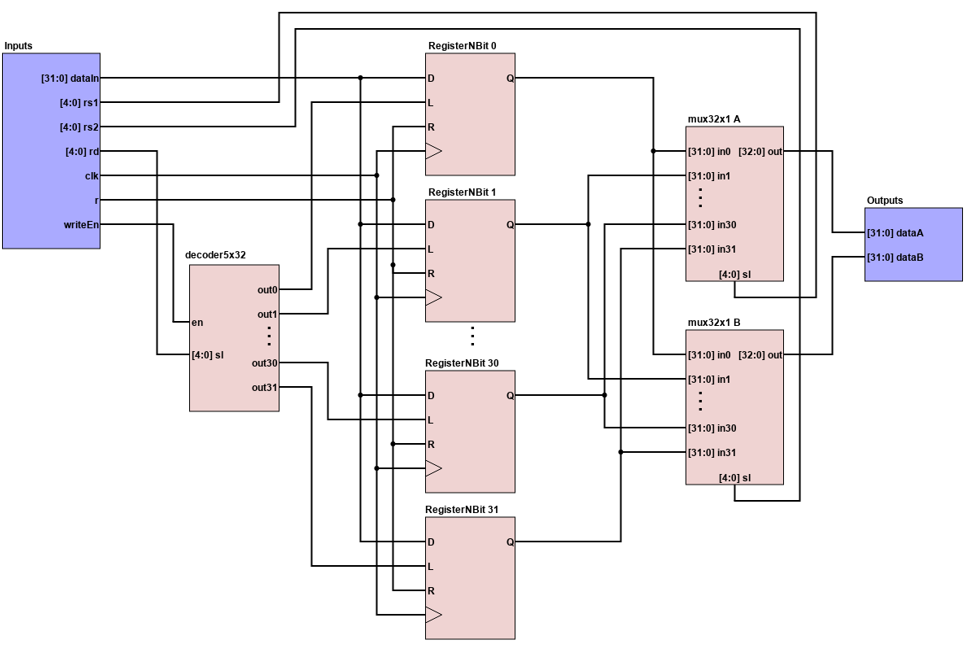 Inputs
[31:0] dataIn
[4:0] rs1
[4:0] rs2
[4:0] rd
clk
r
writeEn
decoder5x32
en
[4:0] sl
out0
out1
out30
out31
RegisterNBit 0
D
L
R
Q
RegisterNBit 1
D
L
R
Q
RegisterNBit 30
D
L
R
Q
RegisterNBit 31
D
L
R
Q
mux32x1 A
[31:0] in0 [32:0] out
[31:0] in1
[31:0] in30
[31:0] in31
[4:0] sl
mux32x1 B
[31:0] in0 [32:0] out
[31:0] in1
[31:0] in30
[31:0] in31
[4:0] sl
Outputs
[31:0] dataA
[31:0] dataB